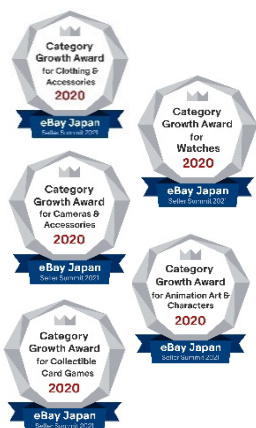 Category
Growth Award
for Clothing &
Accessories
2020
eBay Japan
Seller Summit 2021
Category
Growth Award
for
Watches
2020
eBay Japan
Seller Summit 2021
Category
Growth Award
for Cameras &
Accessories
2020
eBay Japan
Seller Summit 2021
Category
Growth Award
for Animation Art &
Characters
2020
eBay Japan
Seller Summit 2021
Category
Growth Award
for Collectible
Card Games
2020
eBay Japan
Seller Summit 2021